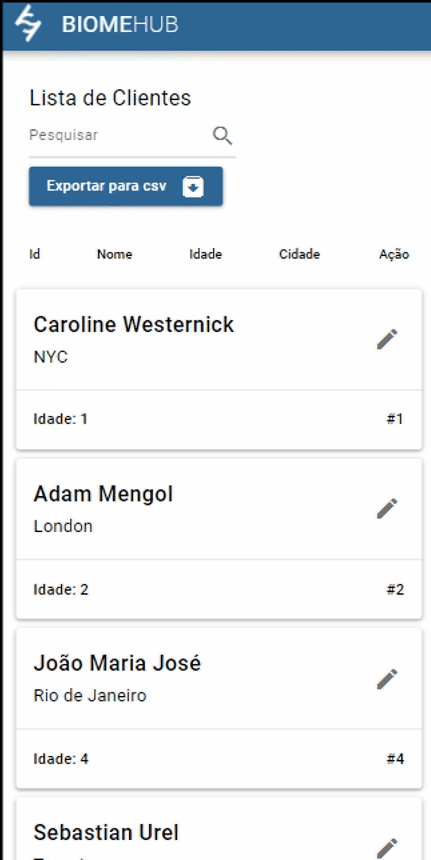 BIOMEHUB
Lista de Clientes
Pesquisar
Exportar para csv
Id Nome Idade Cidade Ação
Caroline Westernick
NYC
Idade: 1 #1
Adam Mengol
London
Idade: 2 #2
João Maria José
Rio de Janeiro
Idade: 4 #4
Sebastian Urel